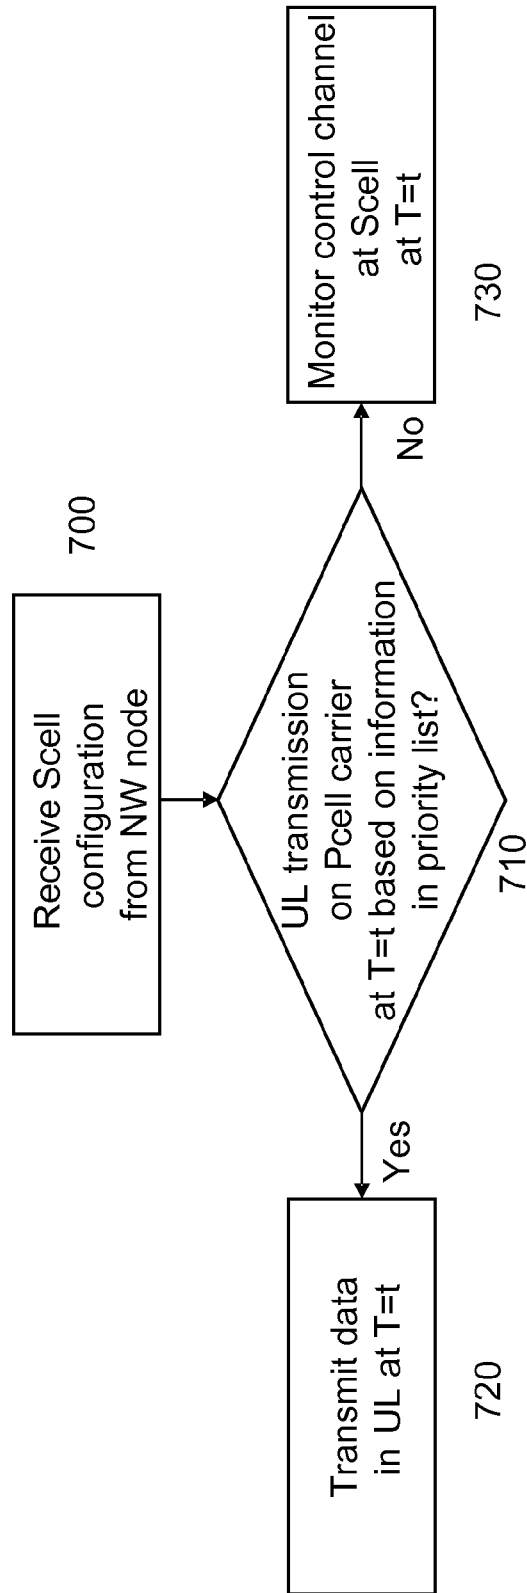 Receive Scell
configuration
from NW node
700
UL transmission
on Pcell carrier
at T=t based on information
in priority list?
710
Yes
No
Transmit data
in UL at T=t
720
Monitor control channel
at Scell
at T=t
730